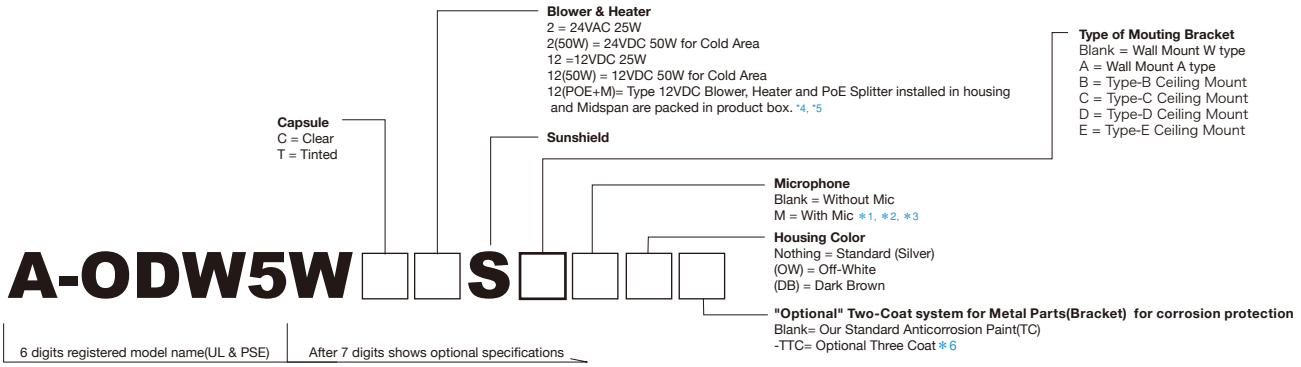 Blower & Heater
2 = 24VAC 25W
2(50W) = 24VDC 50W for Cold Area
12 =12VDC 25W
12(50W) = 12VDC 50W for Cold Area
12(POE+M)= Type 12VDC Blower, Heater and PoE Splitter installed in housing
and Midspan are packed in product box. *4, *5
Type of Mouting Bracket
Blank = Wall Mount W type
A = Wall Mount A type
B = Type-B Ceiling Mount
C = Type-C Ceiling Mount
D = Type-D Ceiling Mount
E = Type-E Ceiling Mount
Capsule
C = Clear
T = Tinted
Sunshield
Microphone
Blank = Without Mic
M = With Mic *1, *2, *3
Housing Color
Nothing = Standard (Silver)
(OW) = Off-White
(DB) = Dark Brown
A-ODW5W S
"Optional" Two-Coat system for Metal Parts(Bracket) for corrosion protection
Blank= Our Standard Anticorrosion Paint(TC)
-TTC= Optional Three Coat *6
6 digits registered model name(UL & PSE)
After 7 digits shows optional specifications